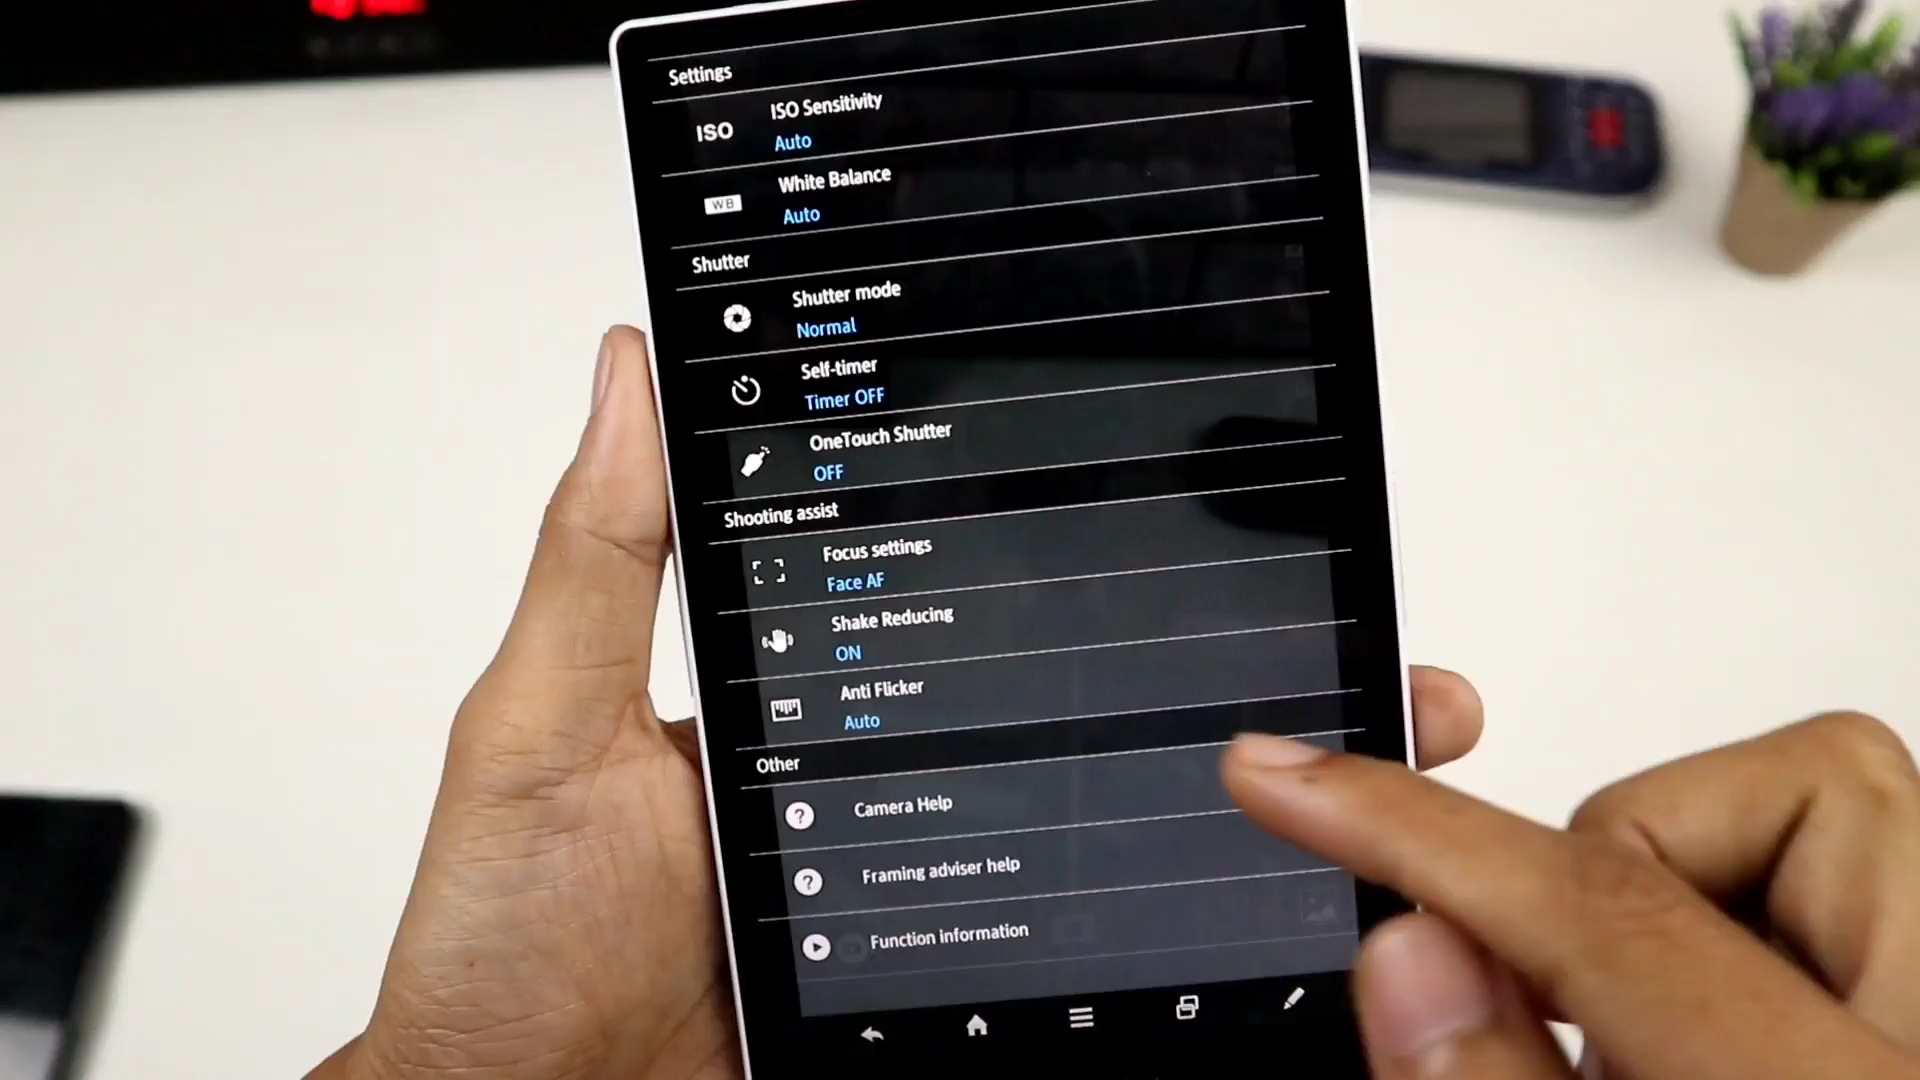 Settings
ISO
ISO Sensitivity
Auto
WB
White Balance
Auto
Shutter
Shutter mode
Normal
Self-timer
Timer OFF
OneTouch Shutter
OFF
Shooting assist
Focus settings
Face AF
Shake Reducing
ON
Anti Flicker
Auto
Other
?
Camera Help
?
Framing adviser help
Function information